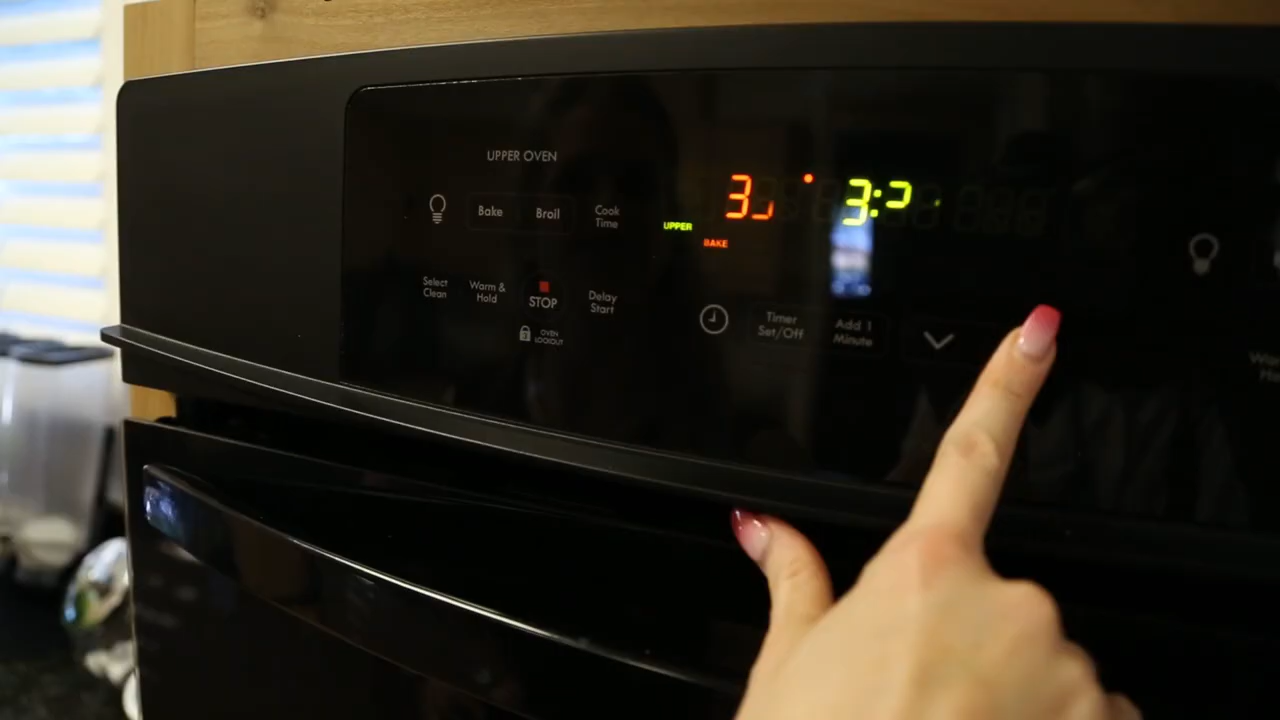 UPPER OVEN
Bake
Broil
Cook
Time
UPPER
BAKE
Select
Clean
Warm &
Hold
STOP
Delay
Start
OVEN
LOCKOUT
Timer
Set/Off
Add 1
Minute